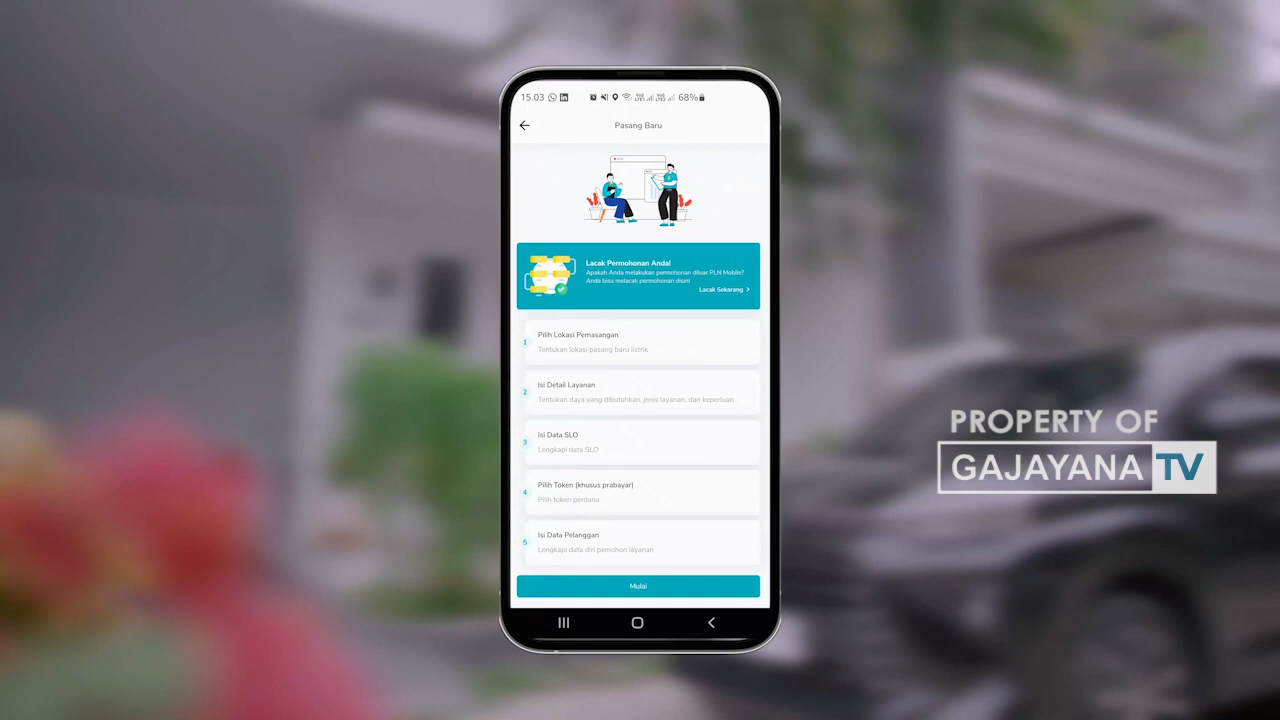 15.03
68%
Pasang Baru
Lacak Permohonan Anda!
Apakah Anda melakukan permohonan diluar PLN Mobile?
Anda bisa melacak permohonan disini
Lacak Sekarang
1
Pilih Lokasi Pemasangan
Tentukan lokasi pasang baru listrik
2
Isi Detail Layanan
Tentukan daya yang dibutuhkan, jenis layanan, dan keperluan
3
Isi Data SLO
Lengkapi data SLO
4
Pilih Token (khusus prabayar)
Pilih token perdana
5
Isi Data Pelanggan
Lengkapi data diri pemohon layanan
Mulai
PROPERTY OF
GAJAYANA TV